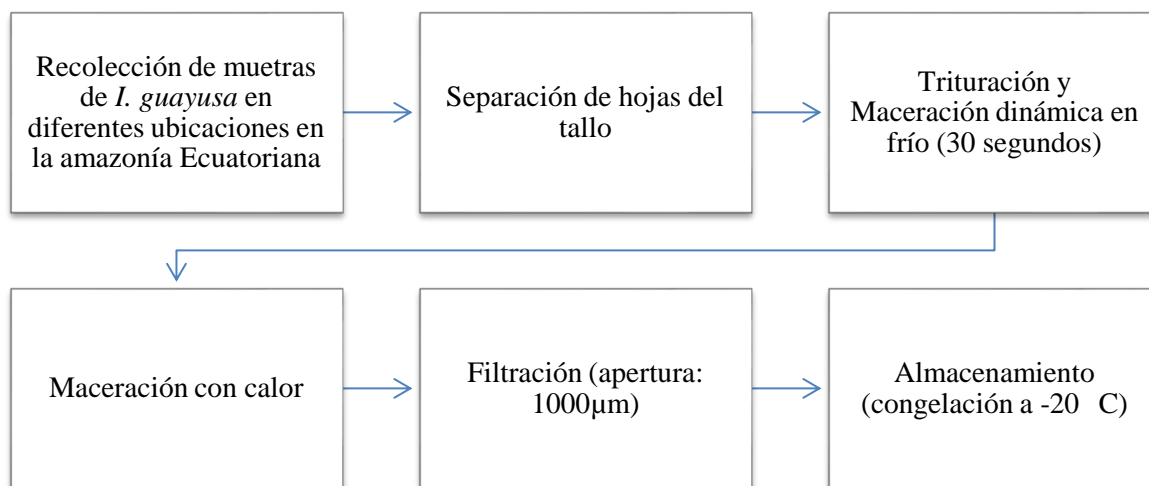 Recolección de muetras
de I. guayusa en
diferentes ubicaciones en
la amazonía Ecuatoriana
Separación de hojas del
tallo
Trituración y
Maceración dinámica en
frío (30 segundos)
Maceración con calor
Filtración (apertura:
1000µm)
Almacenamiento
(congelación a -20 C)